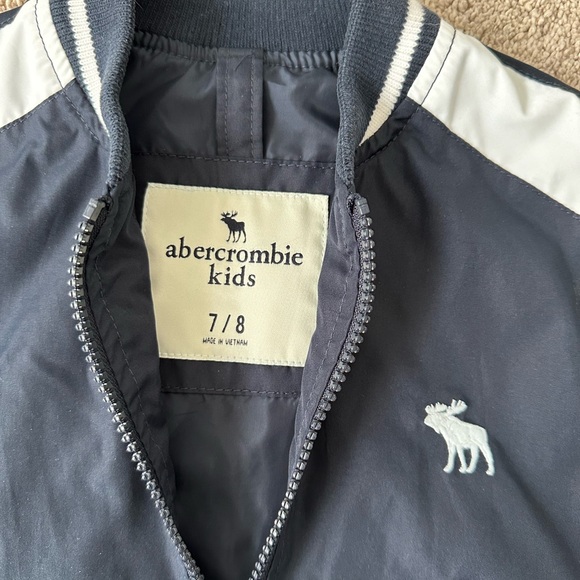 abercrombie
kids
7/8
MADE IN VIETNAM